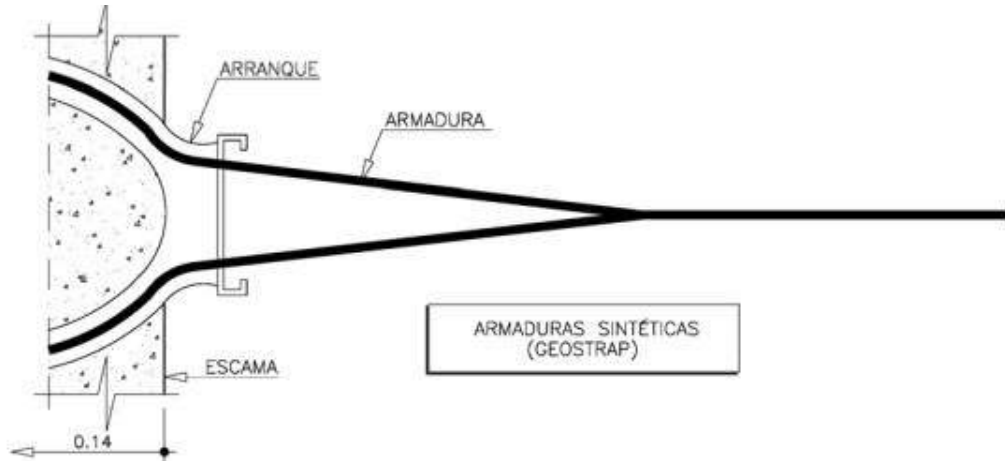 ARRANQUE
ARMADURA
ARMADURAS SINTÉTICAS
(GEOSTRAP)
ESCAMA
0.14